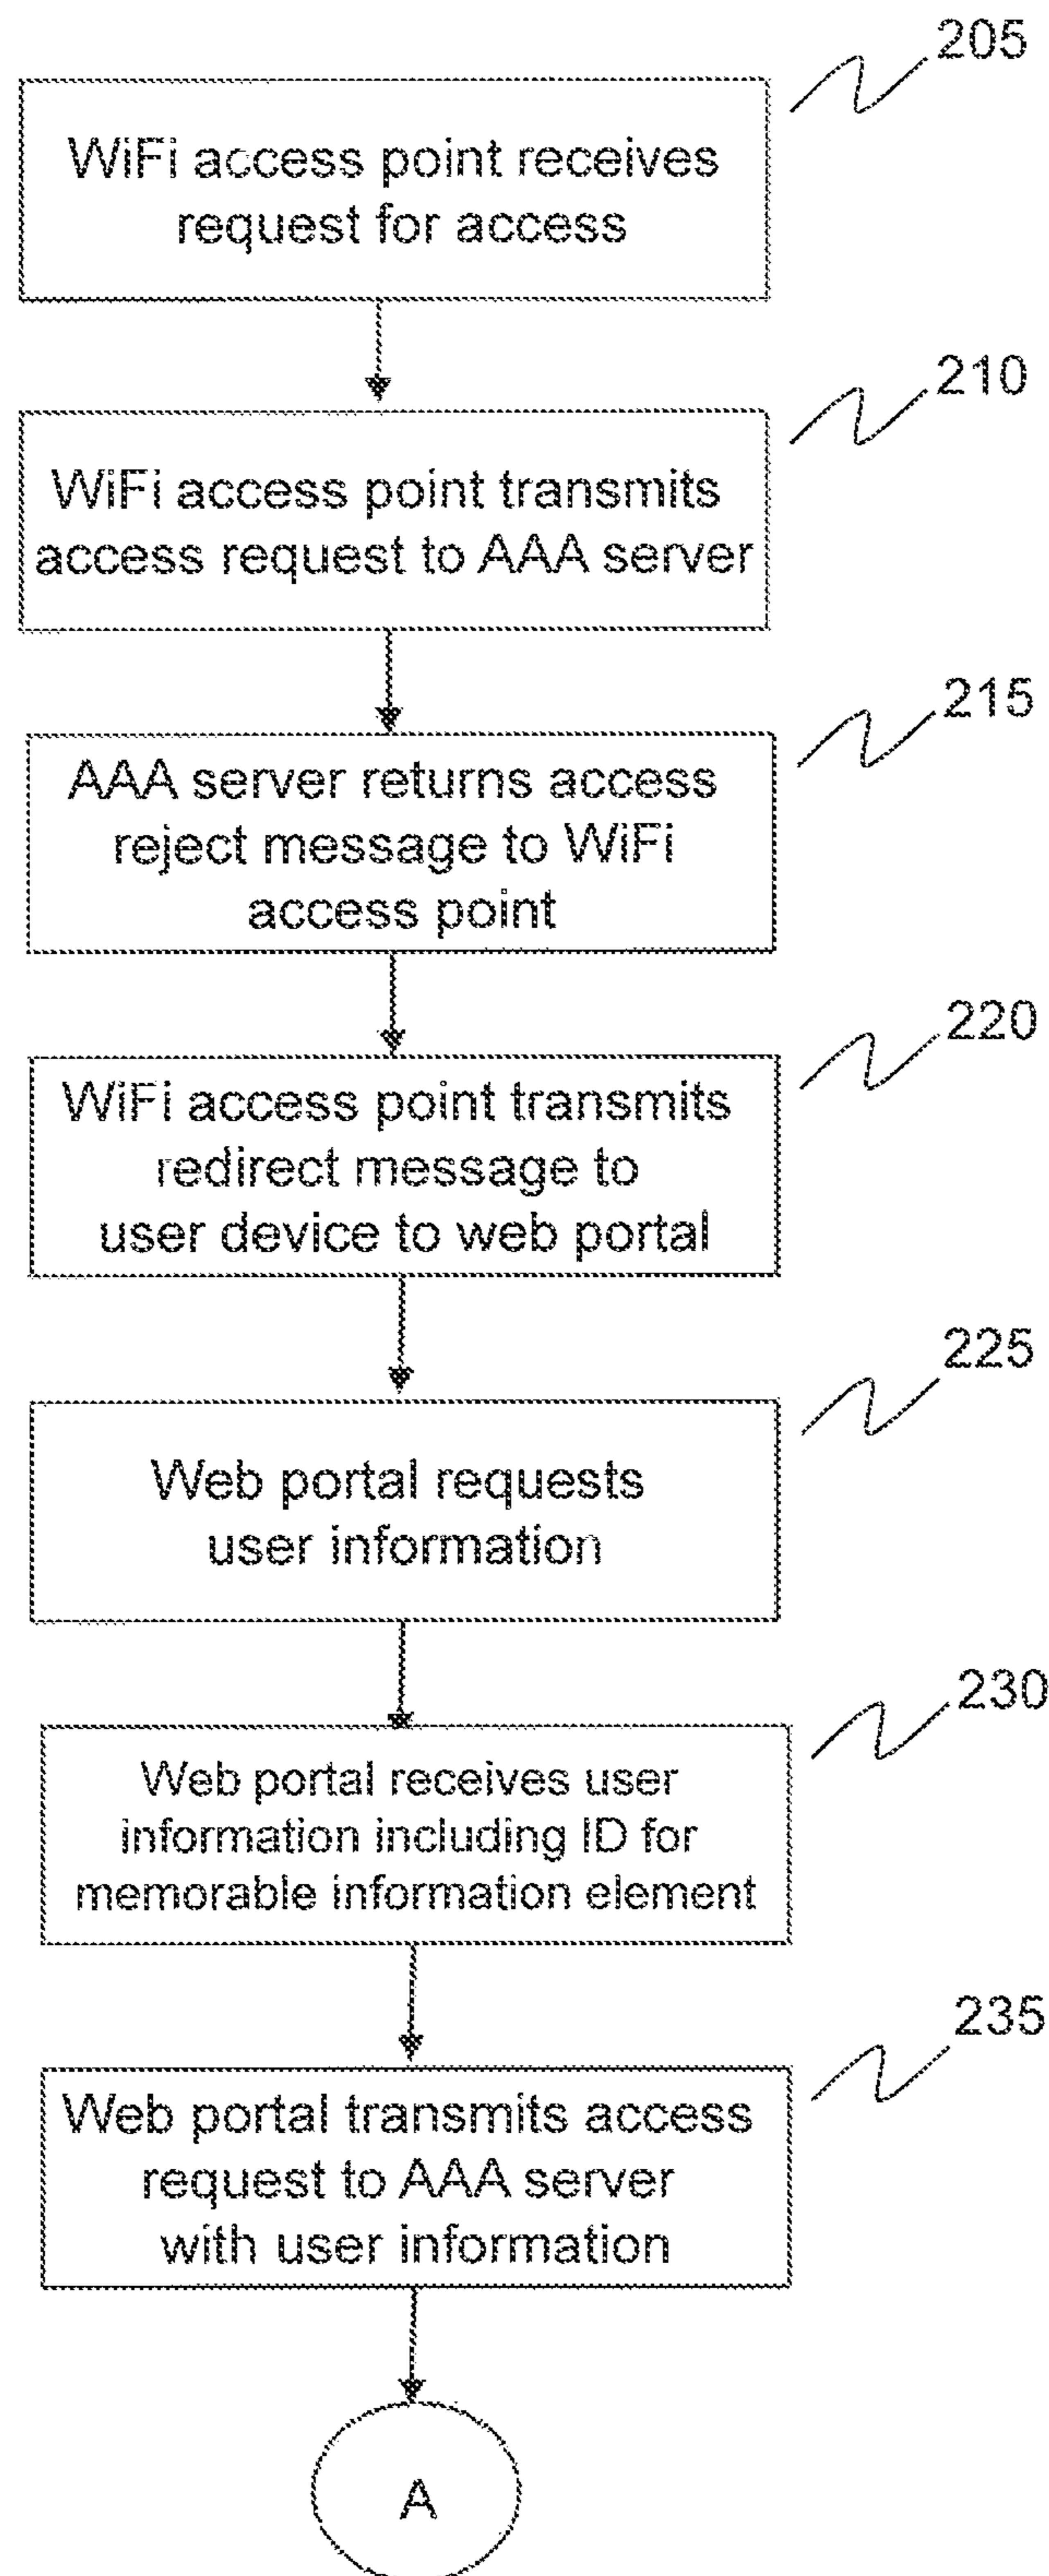 205
WiFi access point receives
request for access
210
WiFi access point transmits
access request to AAA server
215
AAA server returns access
reject message to WiFi
access point
220
WiFi access point transmits
redirect message to
user device to web portal
225
Web portal requests
user information
230
Web portal receives user
information including ID for
memorable information element
235
Web portal transmits access
request to AAA server
with user information
A